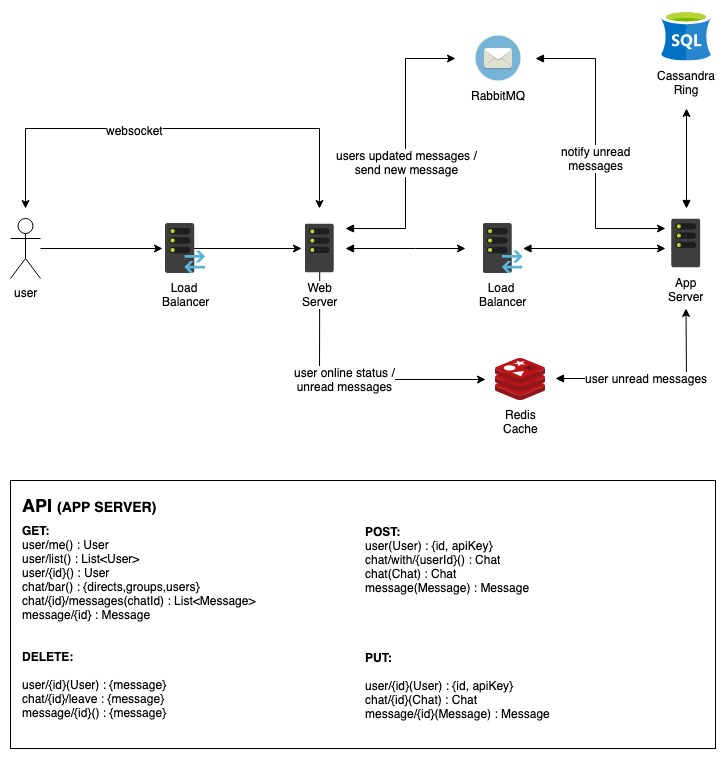 SQL
Cassandra
Ring
RabbitMQ
websocket
users updated messages /
send new message
notify unread
messages
user
Load
Balancer
Web
Server
Load
Balancer
App
Server
user online status /
unread messages
user unread messages
Redis
Cache
API (APP SERVER)
GET:
user/me() : User
user/list() : List<User>
user/{id}() : User
chat/bar() : {directs,groups,users}
chat/{id}/messages(chatId) : List<Message>
message/{id} : Message
POST:
user(User) : {id, apiKey}
chat/with/{userId}() : Chat
chat(Chat) : Chat
message(Message) : Message
DELETE:
user/{id}(User) : {message}
chat/{id}/leave : {message}
message/{id}() : {message}
PUT:
user/{id}(User) : {id, apiKey}
chat/{id}(Chat) : Chat
message/{id}(Message) : Message